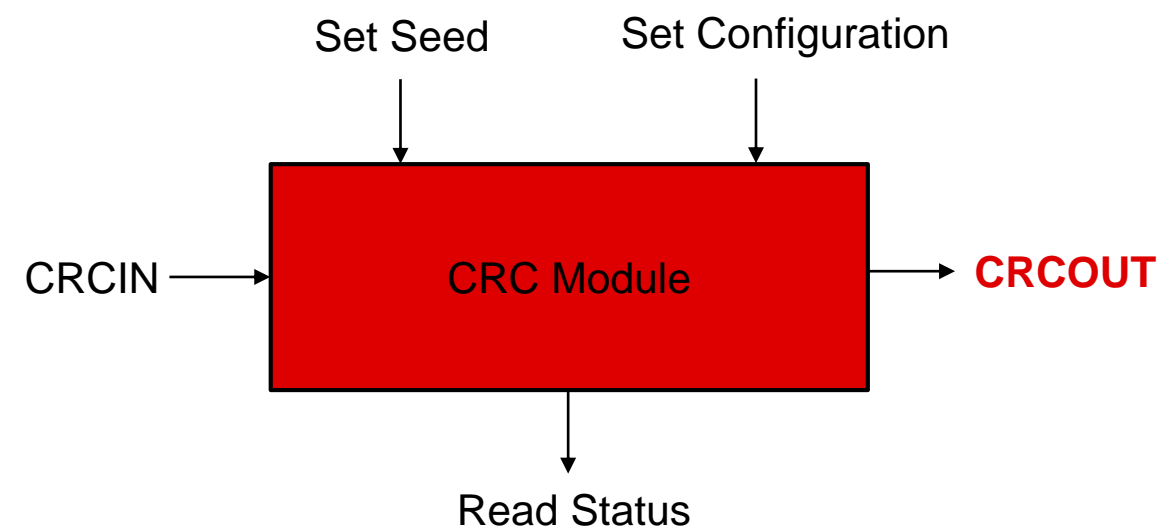 Set Seed
Set Configuration
CRCIN
CRC Module
CRCOUT
Read Status